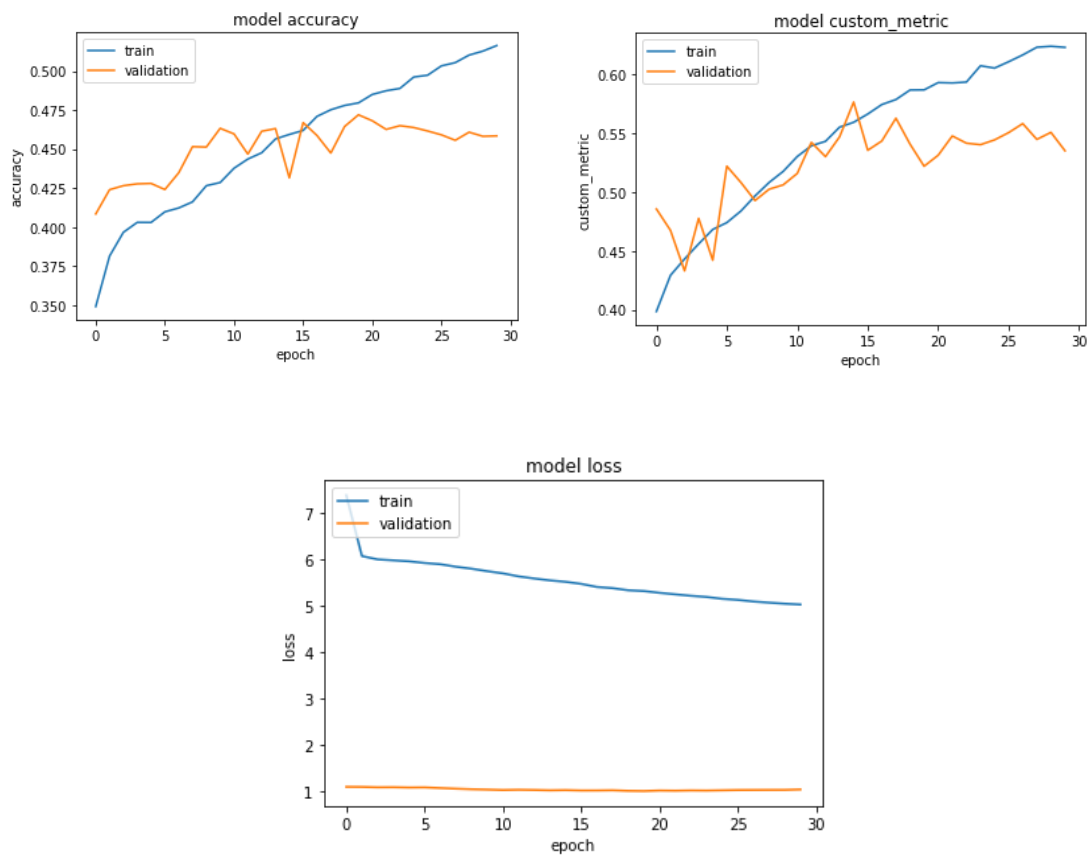 model accuracy
train
validation
0.500
0.475
0.450
0.425
0.400
0.375
0.350
accuracy
0 5 10 15 20 25 30
epoch
model custom_metric
train
validation
0.60
0.55
0.50
0.45
0.40
custom_metric
0 5 10 15 20 25 30
epoch
model loss
train
validation
7
6
5
4
3
2
1
loss
0 5 10 15 20 25 30
epoch